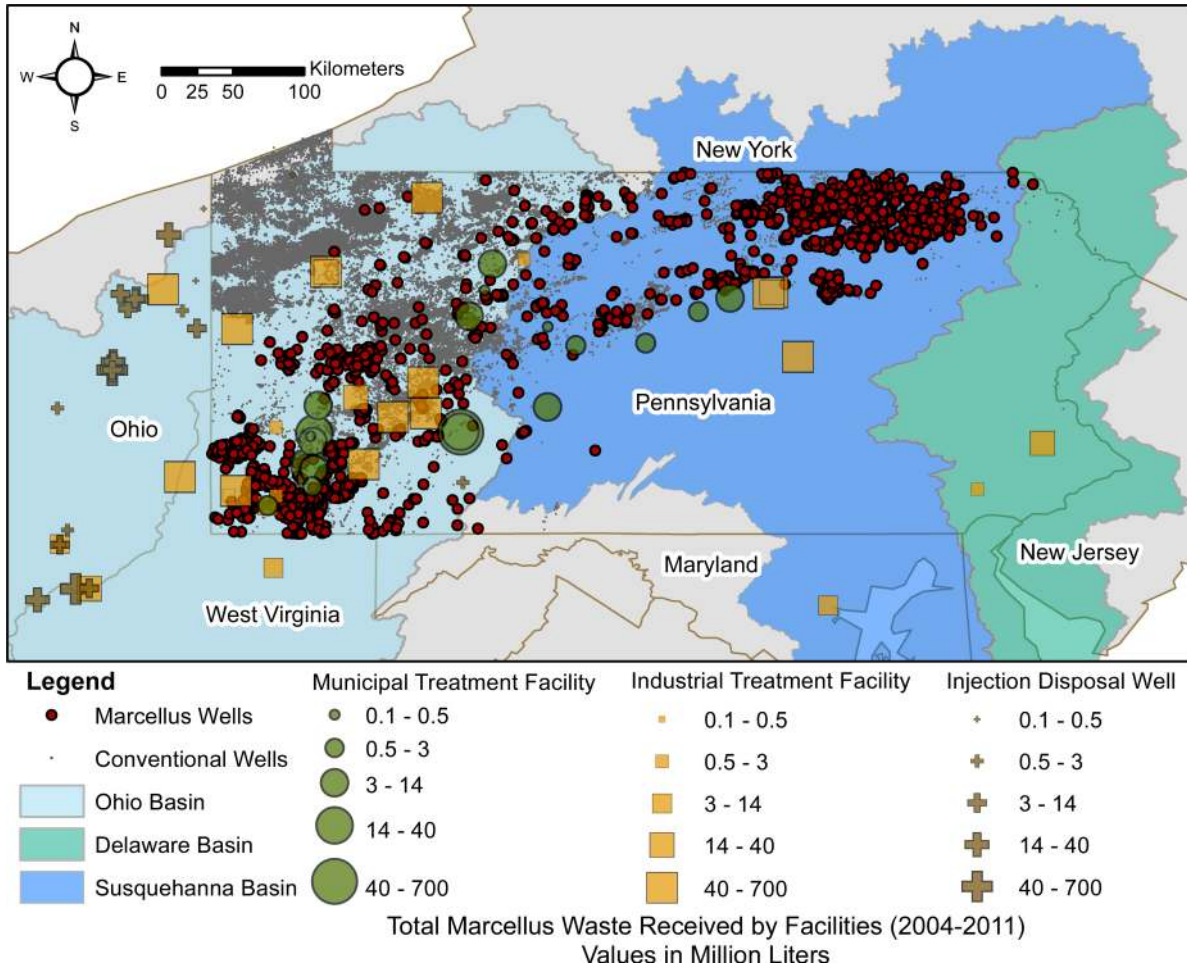 N
W E
S
Kilometers
0 25 50 100
New York
Ohio
Pennsylvania
West Virginia
Maryland
New Jersey
Legend
Marcellus Wells
Conventional Wells
Ohio Basin
Delaware Basin
Susquehanna Basin
Municipal Treatment Facility
0.1 - 0.5
0.5 - 3
3 - 14
14 - 40
40 - 700
Industrial Treatment Facility
0.1 - 0.5
0.5 - 3
3 - 14
14 - 40
40 - 700
Injection Disposal Well
0.1 - 0.5
0.5 - 3
3 - 14
14 - 40
40 - 700
Total Marcellus Waste Received by Facilities (2004-2011)
Values in Million Liters